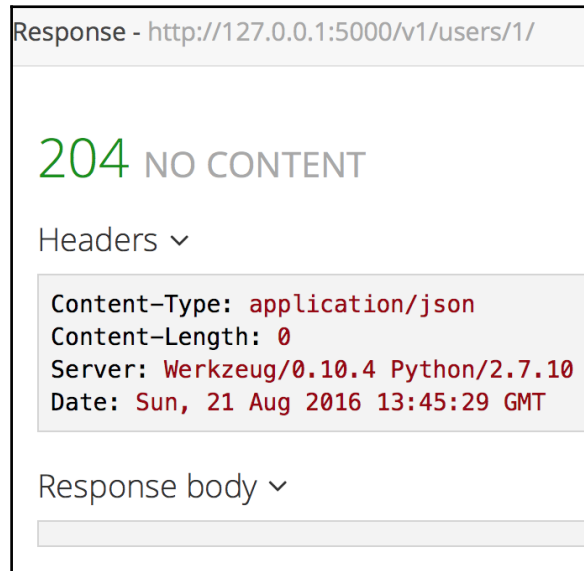 Response - http://127.0.0.1:5000/v1/users/1/
204 NO CONTENT
Headers
Content-Type: application/json
Content-Length: 0
Server: Werkzeug/0.10.4 Python/2.7.10
Date: Sun, 21 Aug 2016 13:45:29 GMT
Response body